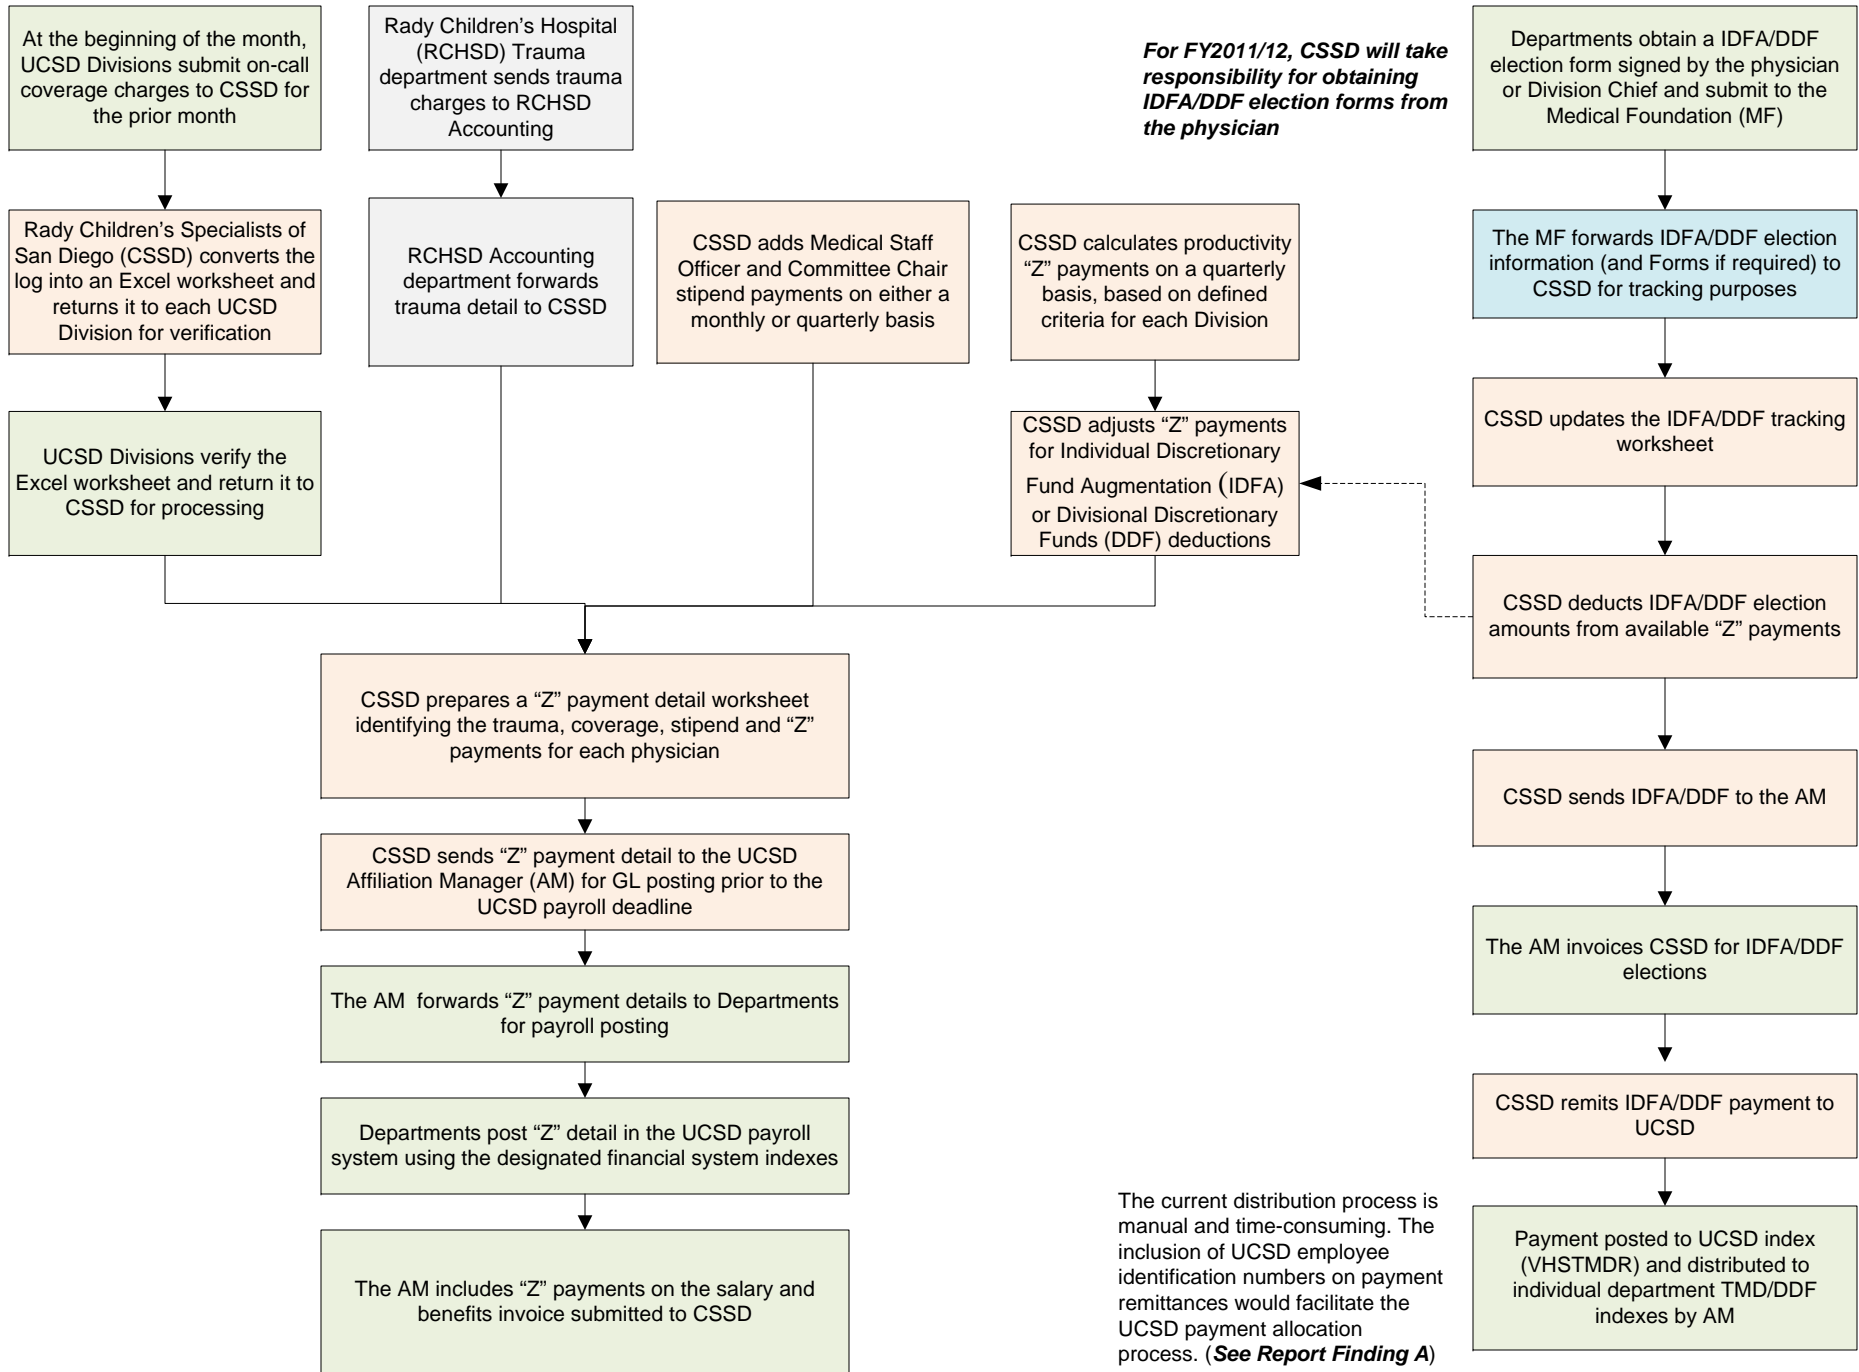 At the beginning of the month,
UCSD Divisions submit on-call
coverage charges to CSSD for
the prior month
Rady Children's Specialists of
San Diego (CSSD) converts the
log into an Excel worksheet and
returns it to each UCSD
Division for verification
UCSD Divisions verify the
Excel worksheet and return it to
CSSD for processing
Rady Children's Hospital
(RCHSD) Trauma
department sends trauma
charges to RCHSD
Accounting
RCHSD Accounting
department forwards
trauma detail to CSSD
CSSD adds Medical Staff
Officer and Committee Chair
stipend payments on either a
monthly or quarterly basis
CSSD calculates productivity
“Z” payments on a quarterly
basis, based on defined
criteria for each Division
CSSD adjusts “Z” payments
for Individual Discretionary
Fund Augmentation (IDFA)
or Divisional Discretionary
Funds (DDF) deductions
CSSD prepares a “Z” payment detail worksheet
identifying the trauma, coverage, stipend and “Z”
payments for each physician
CSSD sends “Z” payment detail to the UCSD
Affiliation Manager (AM) for GL posting prior to the
UCSD payroll deadline
The AM  forwards “Z” payment details to Departments
for payroll posting
Departments post “Z” detail in the UCSD payroll
system using the designated financial system indexes
The AM includes “Z” payments on the salary and
benefits invoice submitted to CSSD
For FY2011/12, CSSD will take
responsibility for obtaining
IDFA/DDF election forms from
the physician
Departments obtain a IDFA/DDF
election form signed by the physician
or Division Chief and submit to the
Medical Foundation (MF)
The MF forwards IDFA/DDF election
information (and Forms if required) to
CSSD for tracking purposes
CSSD updates the IDFA/DDF tracking
worksheet
CSSD deducts IDFA/DDF election
amounts from available “Z” payments
CSSD sends IDFA/DDF to the AM
The AM invoices CSSD for IDFA/DDF
elections
CSSD remits IDFA/DDF payment to
UCSD
Payment posted to UCSD index
(VHSTMDR) and distributed to
individual department TMD/DDF
indexes by AM
The current distribution process is
manual and time-consuming. The
inclusion of UCSD employee
identification numbers on payment
remittances would facilitate the
UCSD payment allocation
process. (See Report Finding A)